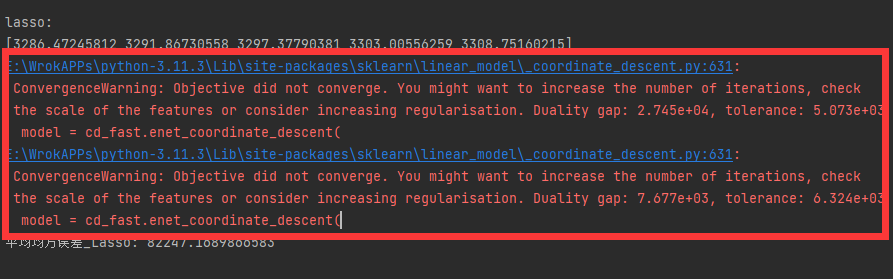 lasso:
[3286.47245812 3291.86730558 3297.37790381 3303.00556259 3308.75160215]
E:\WrokAPPs\python-3.11.3\Lib\site-packages\sklearn\linear_model\_coordinate_descent.py:631:
ConvergenceWarning: Objective did not converge. You might want to increase the number of iterations, check
the scale of the features or consider increasing regularisation. Duality gap: 2.745e+04, tolerance: 5.073e+03
model = cd_fast.enet_coordinate_descent(
E:\WrokAPPs\python-3.11.3\Lib\site-packages\sklearn\linear_model\_coordinate_descent.py:631:
ConvergenceWarning: Objective did not converge. You might want to increase the number of iterations, check
the scale of the features or consider increasing regularisation. Duality gap: 7.677e+03, tolerance: 6.324e+03
model = cd_fast.enet_coordinate_descent(
平均均方误差_Lasso: 82247.1689866583